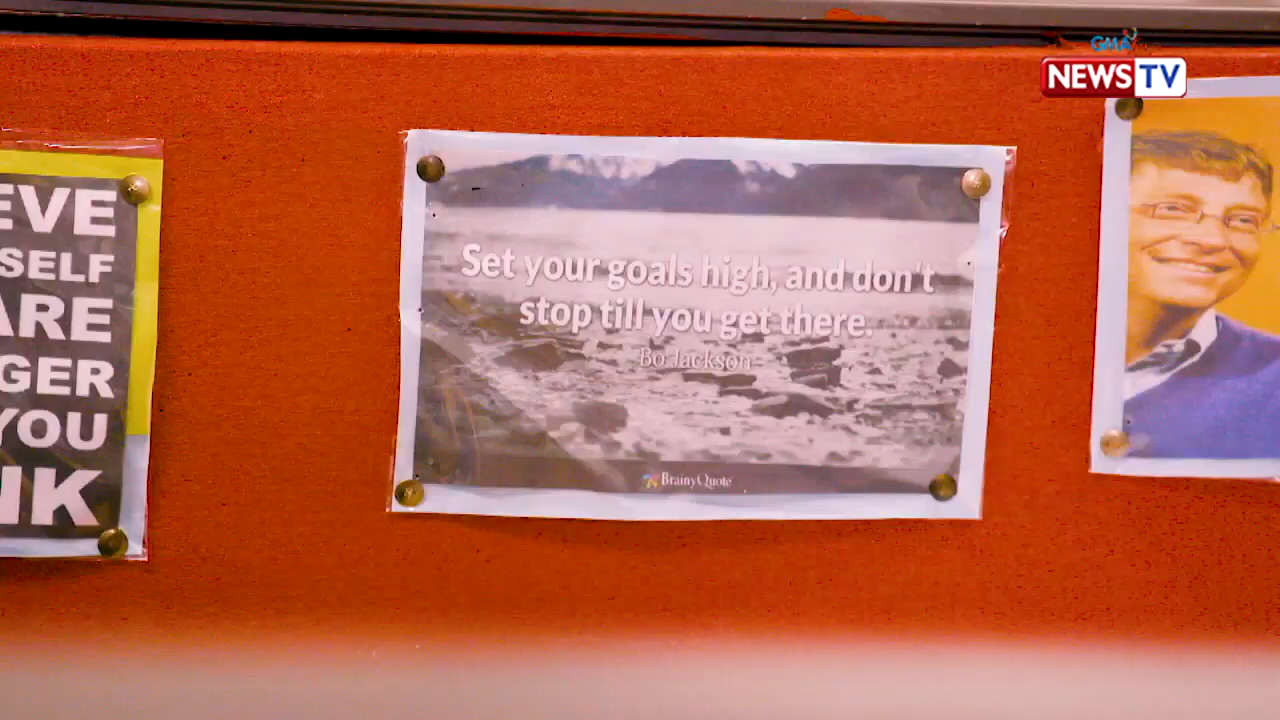 GMA
NEWS TV
EVE
SELF
ARE
GER
YOU
NK
Set your goals high, and don't
stop till you get there.
Bo Jackson
BrainyQuote